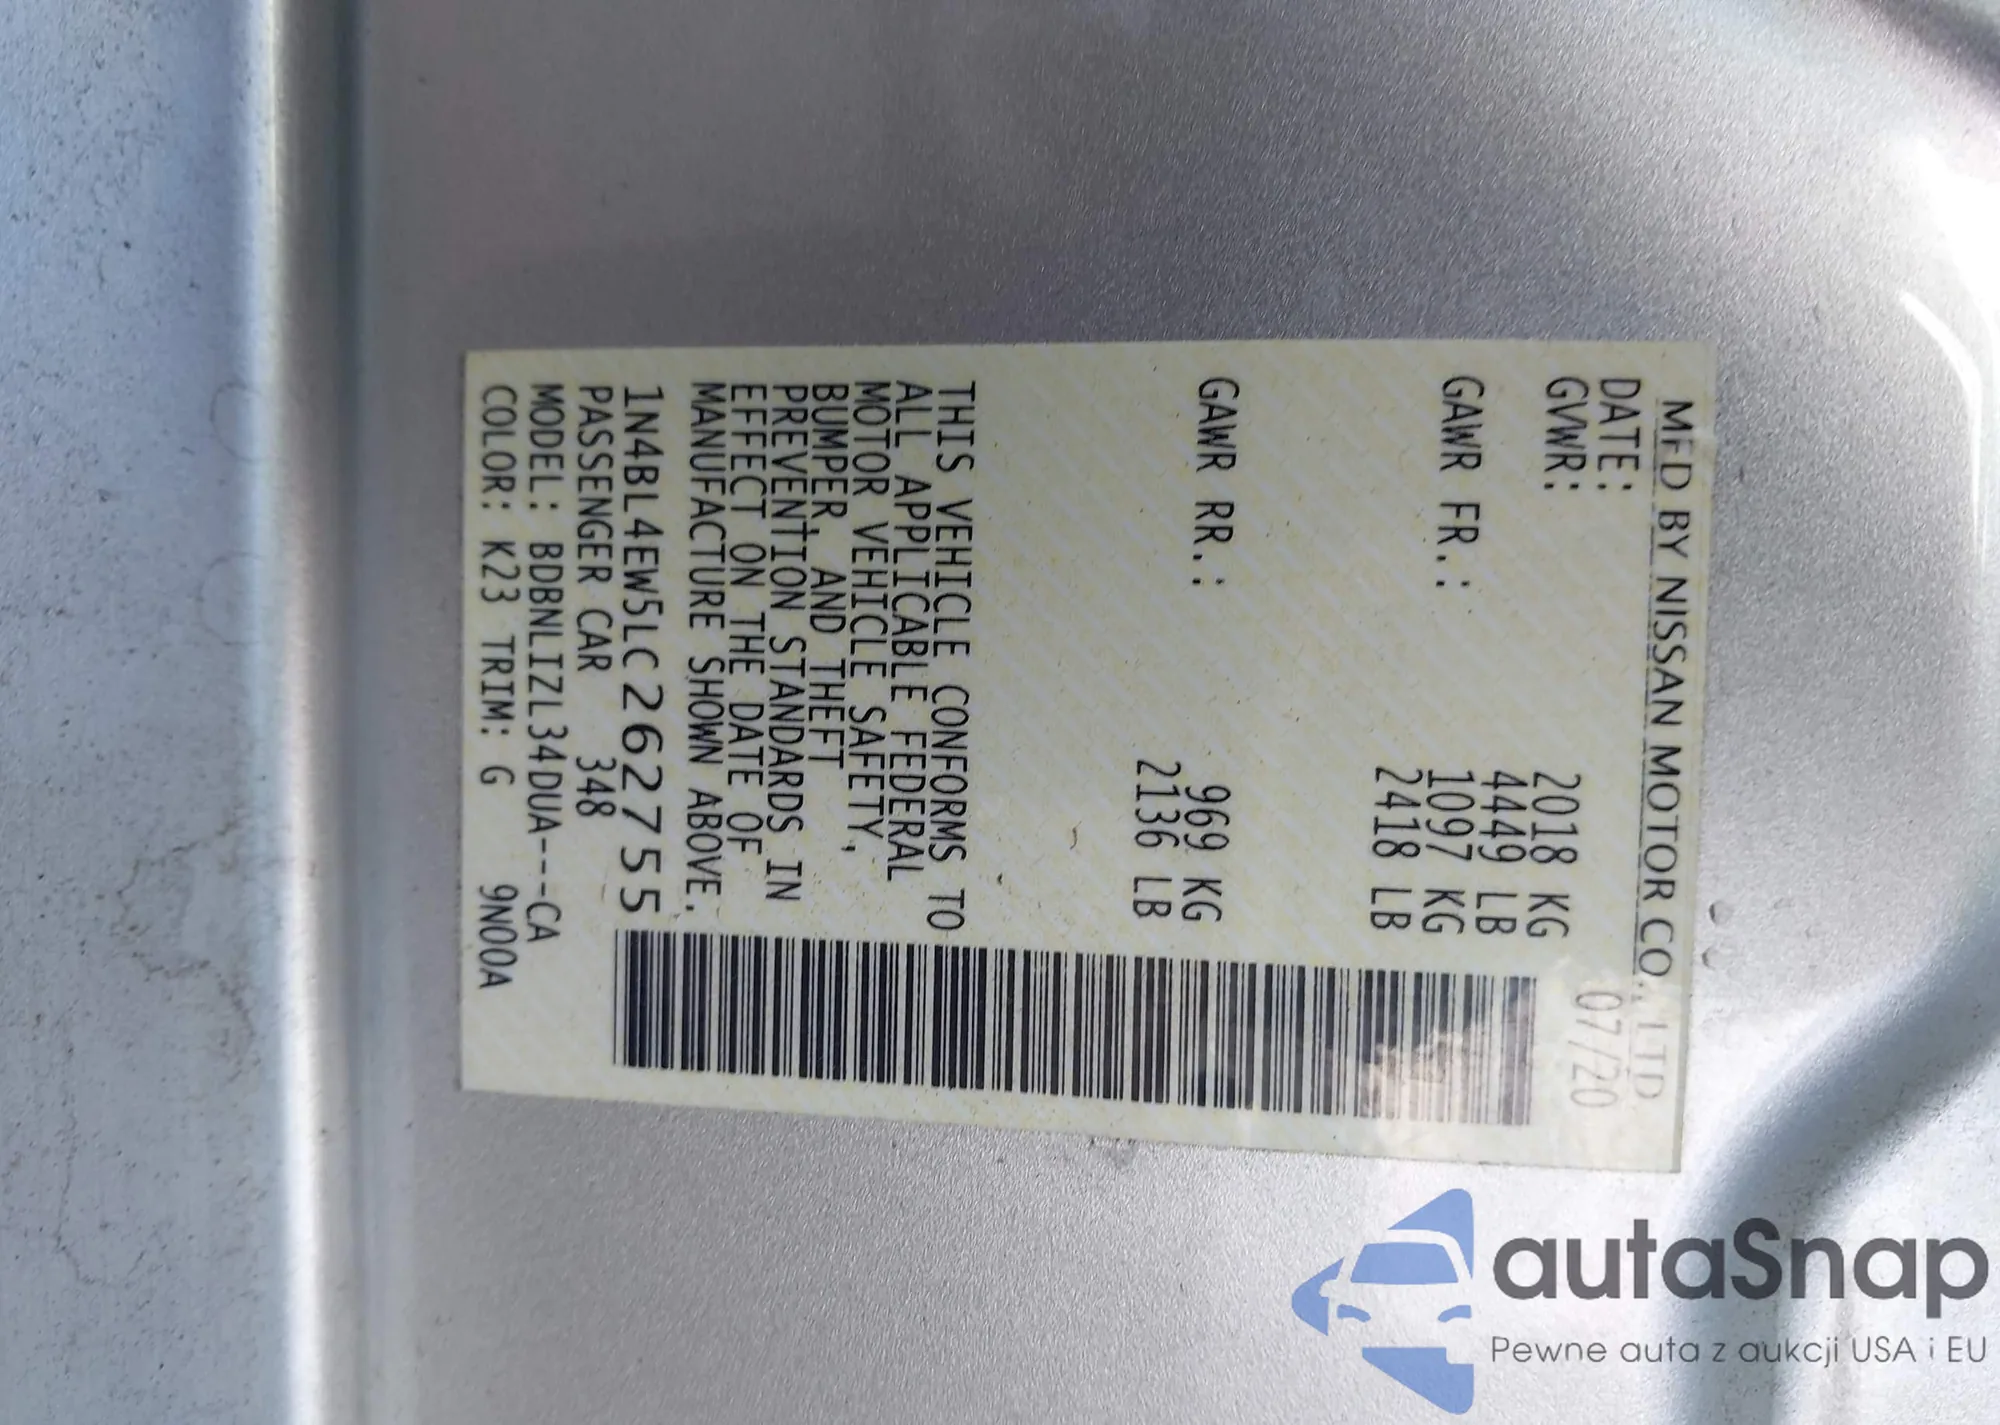 MFD BY NISSAN MOTOR CO., LTD
DATE: 07/20
GVWR: 2018 KG
4449 LB
GAWR FR.: 1097 KG
2418 LB
GAWR RR.: 969 KG
2136 LB
THIS VEHICLE CONFORMS TO
ALL APPLICABLE FEDERAL
MOTOR VEHICLE SAFETY,
BUMPER, AND THEFT
PREVENTION STANDARDS IN
EFFECT ON THE DATE OF
MANUFACTURE SHOWN ABOVE.
1N4BL4EW5LC262755
PASSENGER CAR 348
MODEL: BDBNLIZL34DUA---CA
COLOR: K23 TRIM: G 9N00A
autaSnap
Pewne auta z aukcji USA i EU